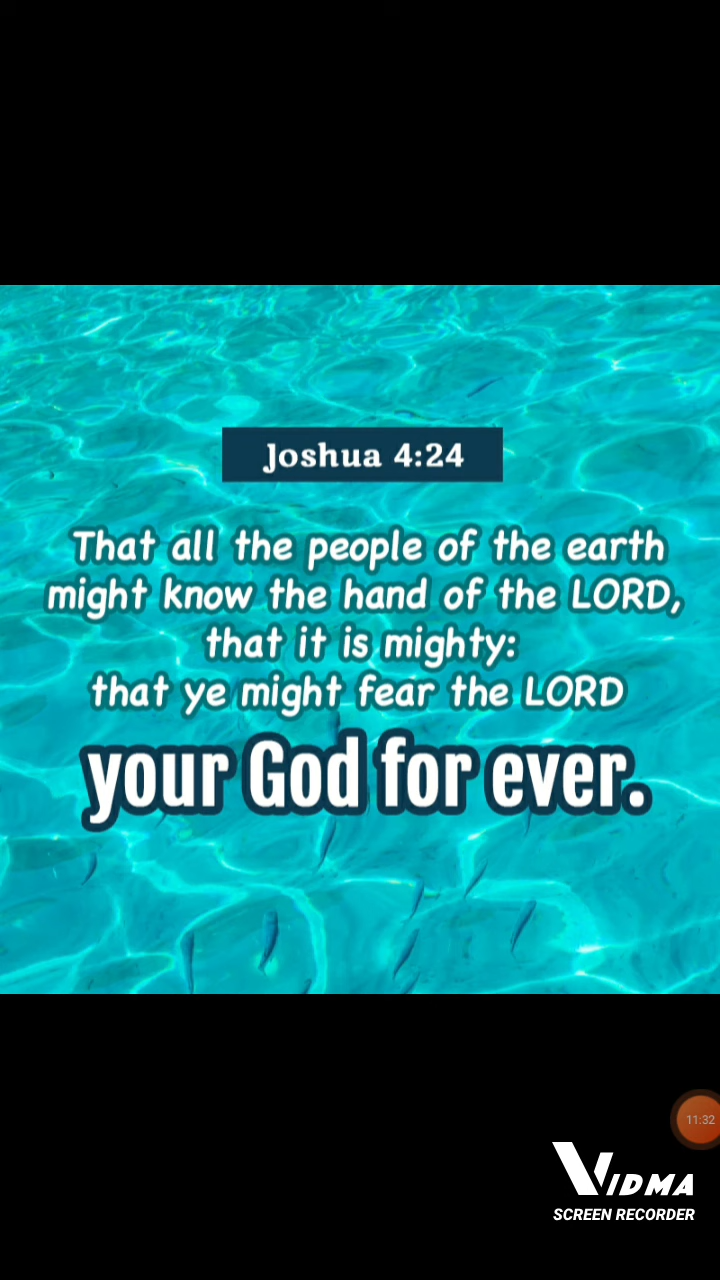 Joshua 4:24
That all the people of the earth
might know the hand of the LORD,
that it is mighty:
that ye might fear the LORD
your God for ever.
11:32
VIDMA
SCREEN RECORDER